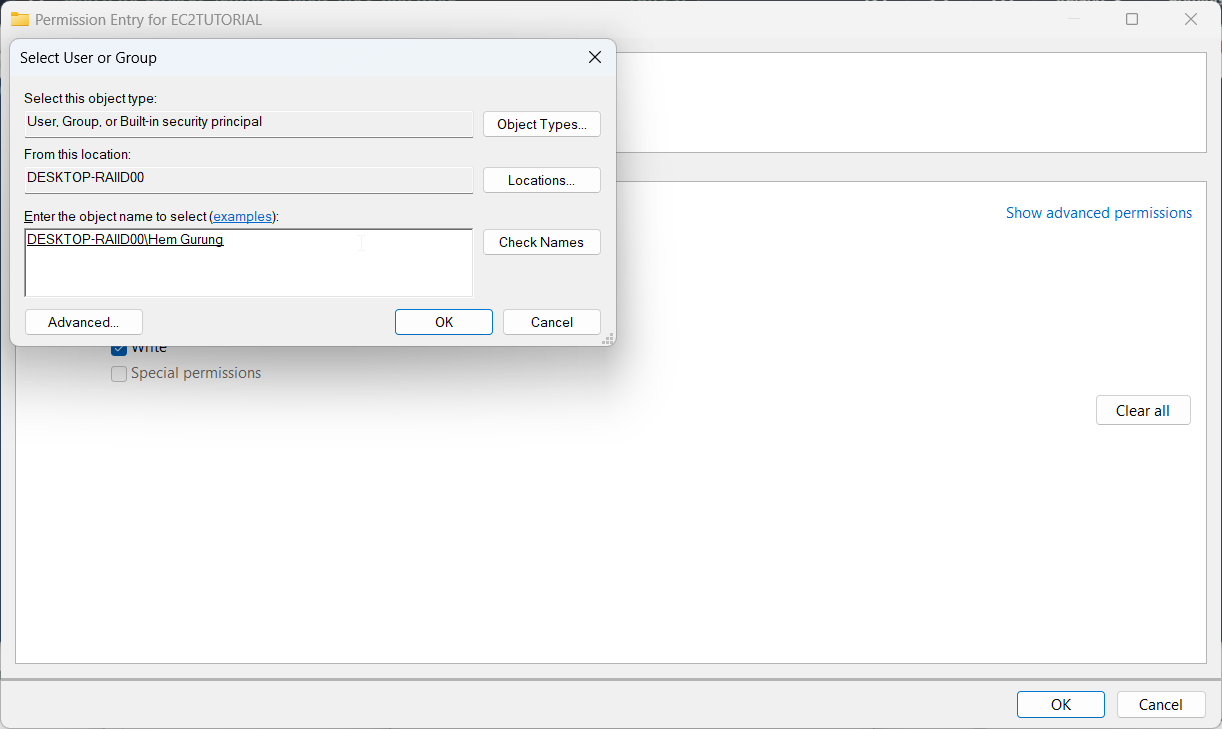 Permission Entry for EC2TUTORIAL
Select User or Group
Select this object type:
User, Group, or Built-in security principal
Object Types...
From this location:
DESKTOP-RAIID00
Locations...
Enter the object name to select (examples):
DESKTOP-RAIID00\Hem Gurung
Check Names
Advanced...
OK
Cancel
Show advanced permissions
Write
Special permissions
Clear all
OK
Cancel